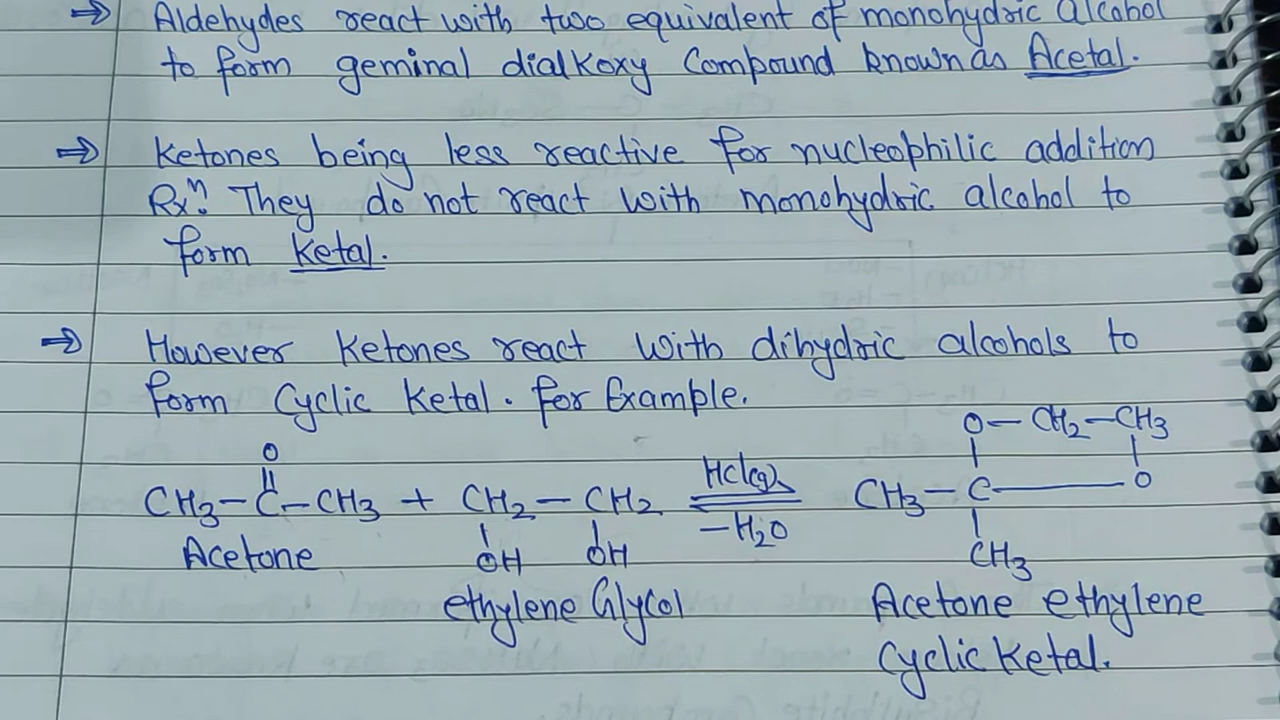 ⇒ Aldehydes react with two equivalent of monohydric alcohol
to form geminal dialkoxy Compound known as Acetal.
⇒ Ketones being less reactive for nucleophilic addition
Rxⁿ. They do not react with monohydric alcohol to
form Ketal.
⇒ However Ketones react with dihydric alcohols to
form Cyclic Ketal. For Example.
O O—CH₂—CH₃
CH₃—C—CH₃ + CH₂—CH₂ HCl(g) CH₃—C—O
OH OH —H₂O CH₃
Acetone
ethylene Glycol Acetone ethylene
Cyclic Ketal.